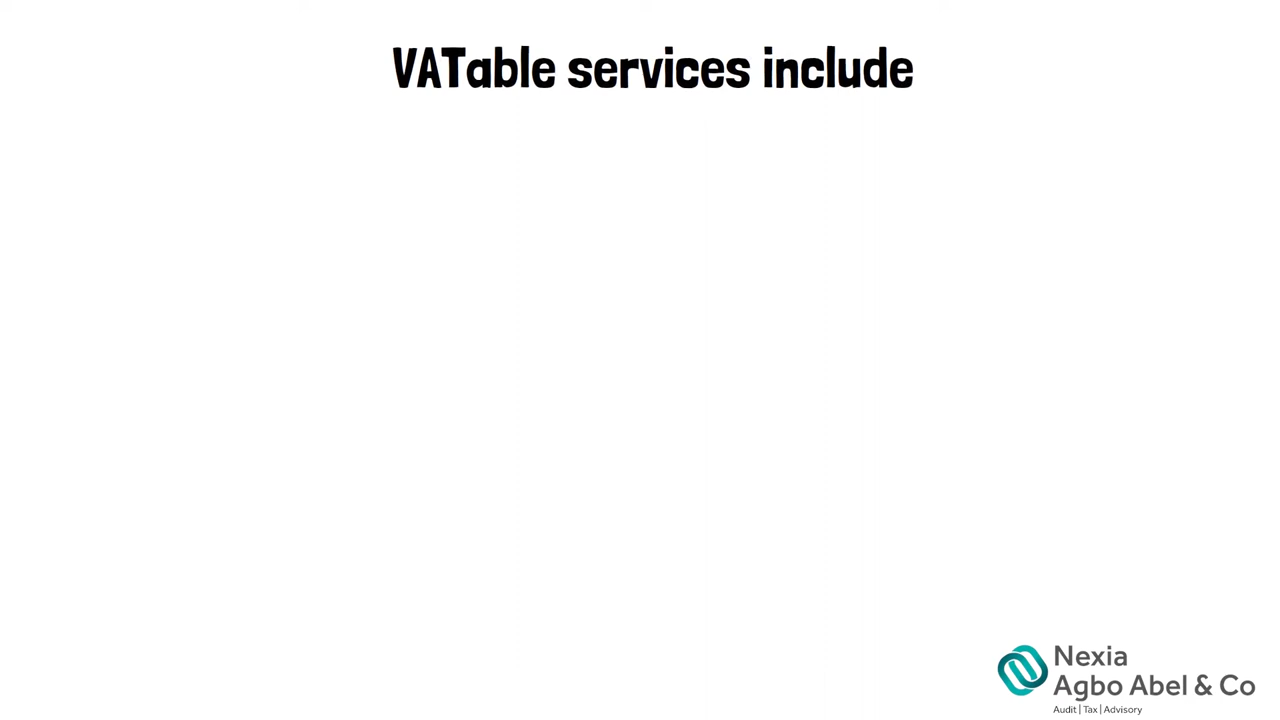 VATable services include
Nexia
Agbo Abel & Co
Audit | Tax | Advisory